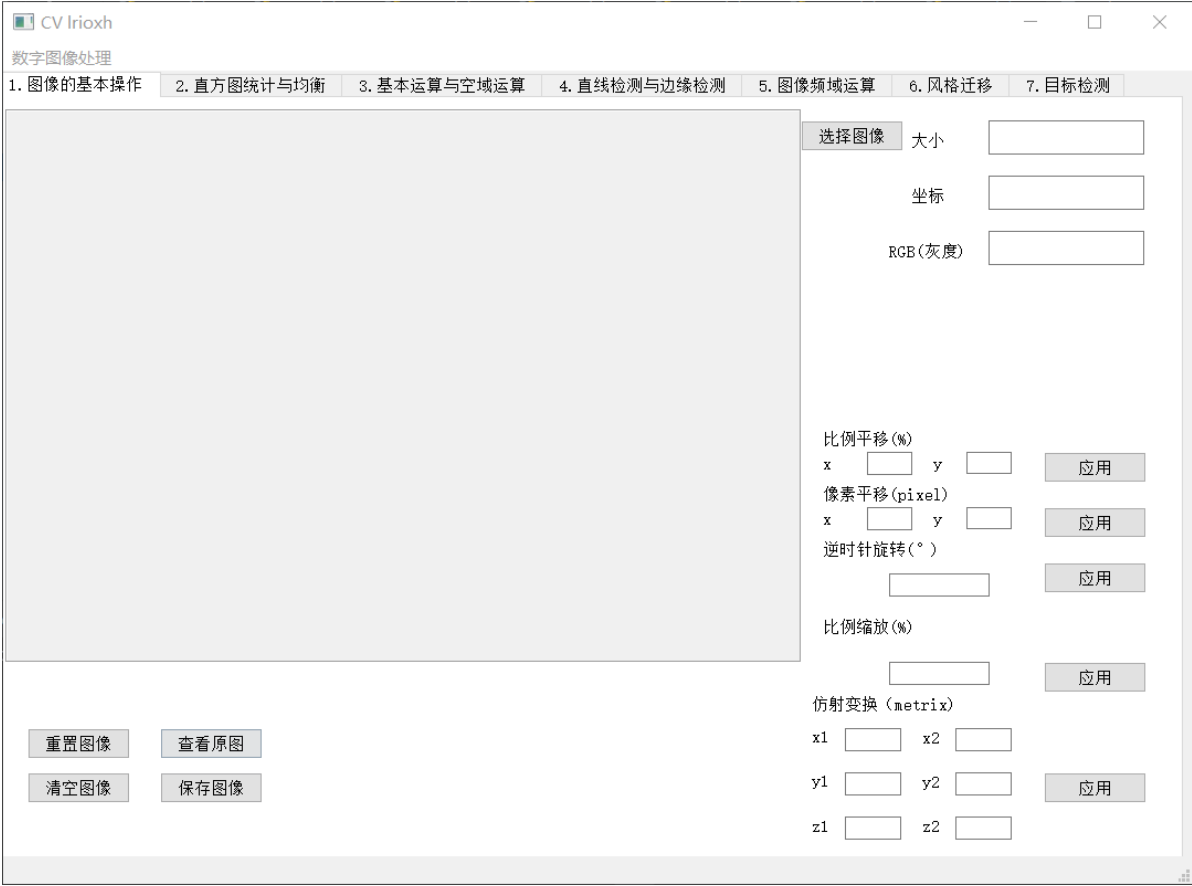 CV lrioxh
数字图像处理
1.图像的基本操作 2.直方图统计与均衡 3.基本运算与空域运算 4.直线检测与边缘检测 5.图像频域运算 6.风格迁移 7.目标检测
选择图像 大小
坐标
RGB(灰度)
比例平移(%)
x y 应用
像素平移(pixel)
x y 应用
逆时针旋转(°)
应用
比例缩放(%)
应用
仿射变换（metrix)
x1 x2
y1 y2 应用
z1 z2
重置图像 查看原图
清空图像 保存图像